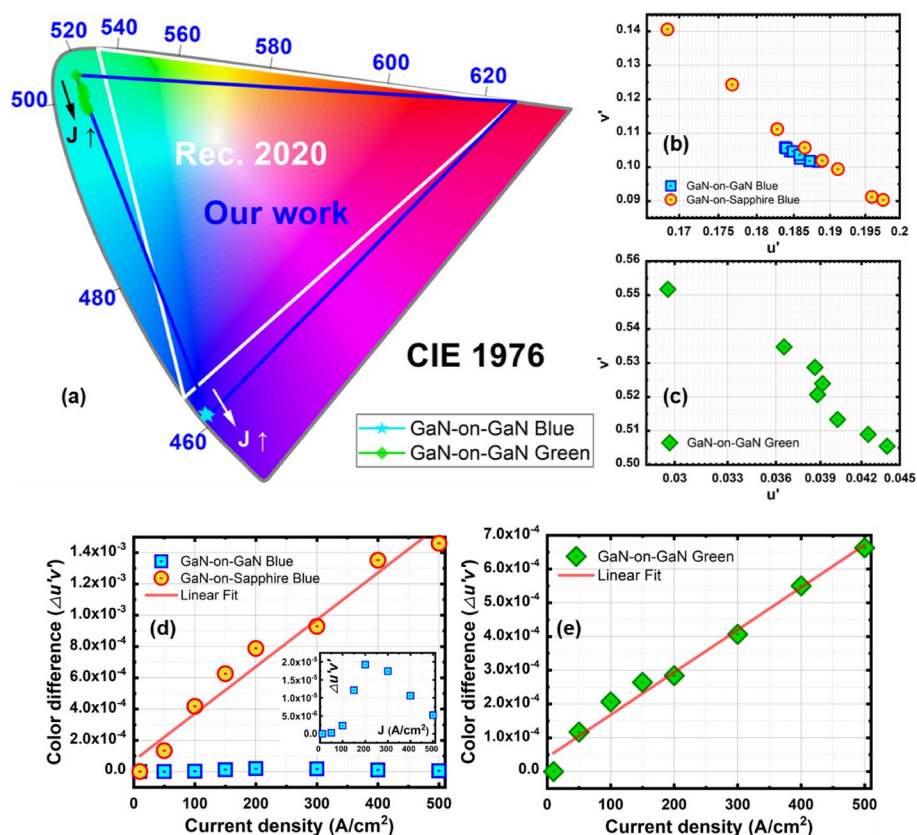 520
540
560
580
600
620
500
J ↑
Rec. 2020
Our work
480
CIE 1976
(a)
460
J ↑
GaN-on-GaN Blue
GaN-on-GaN Green
0.14
0.13
0.12
v'
0.11
0.10
0.09
(b)
GaN-on-GaN Blue
GaN-on-Sapphire Blue
0.17 0.175 0.18 0.185 0.19 0.195 0.2
u'
0.56
0.55
0.54
v'
0.53
0.52
0.51
0.50
(c)
GaN-on-GaN Green
0.03 0.033 0.036 0.039 0.042 0.045
u'
Color difference (Δu'v')
1.4x10-3
1.2x10-3
1.0x10-3
8.0x10-4
6.0x10-4
4.0x10-4
2.0x10-4
0.0
GaN-on-GaN Blue
GaN-on-Sapphire Blue
Linear Fit
(d)
2.0x10-5
1.5x10-5
1.0x10-5
5.0x10-6
0.0
Δu'v'
J (A/cm²)
0 100 200 300 400 500
0 100 200 300 400 500
Current density (A/cm²)
Color difference (Δu'v')
7.0x10-4
6.0x10-4
5.0x10-4
4.0x10-4
3.0x10-4
2.0x10-4
1.0x10-4
0.0
GaN-on-GaN Green
Linear Fit
(e)
0 100 200 300 400 500
Current density (A/cm²)